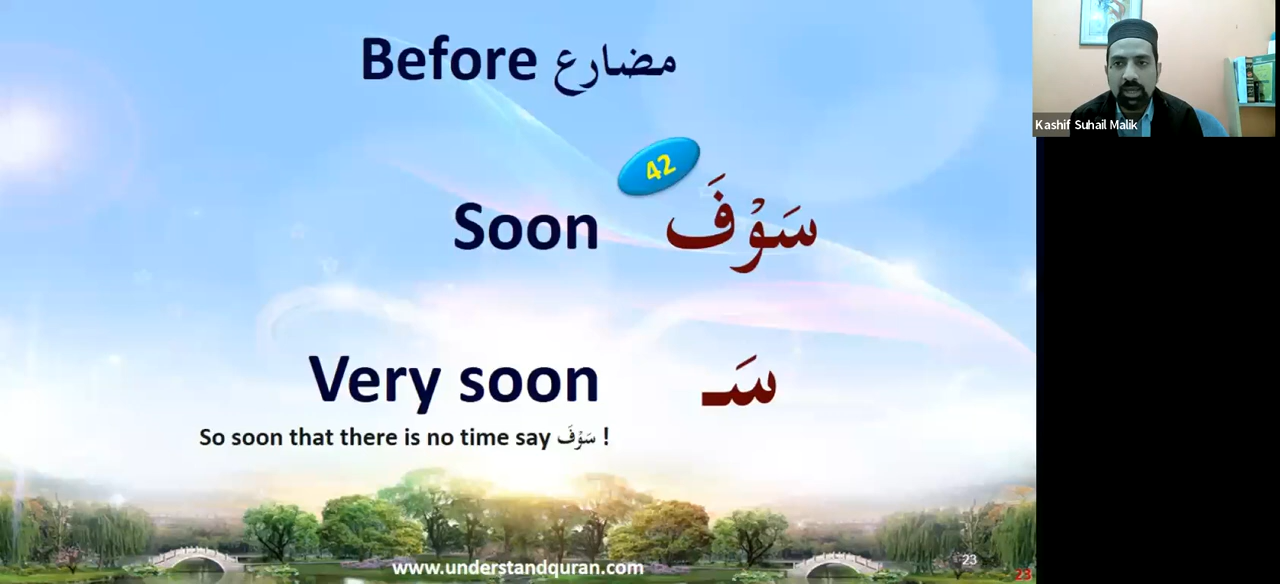 Before مضارع
42
Soon سَوْفَ
Very soon سَـ
So soon that there is no time say سَوْفَ !
www.understandquran.com
23
23
Kashif Suhail Malik